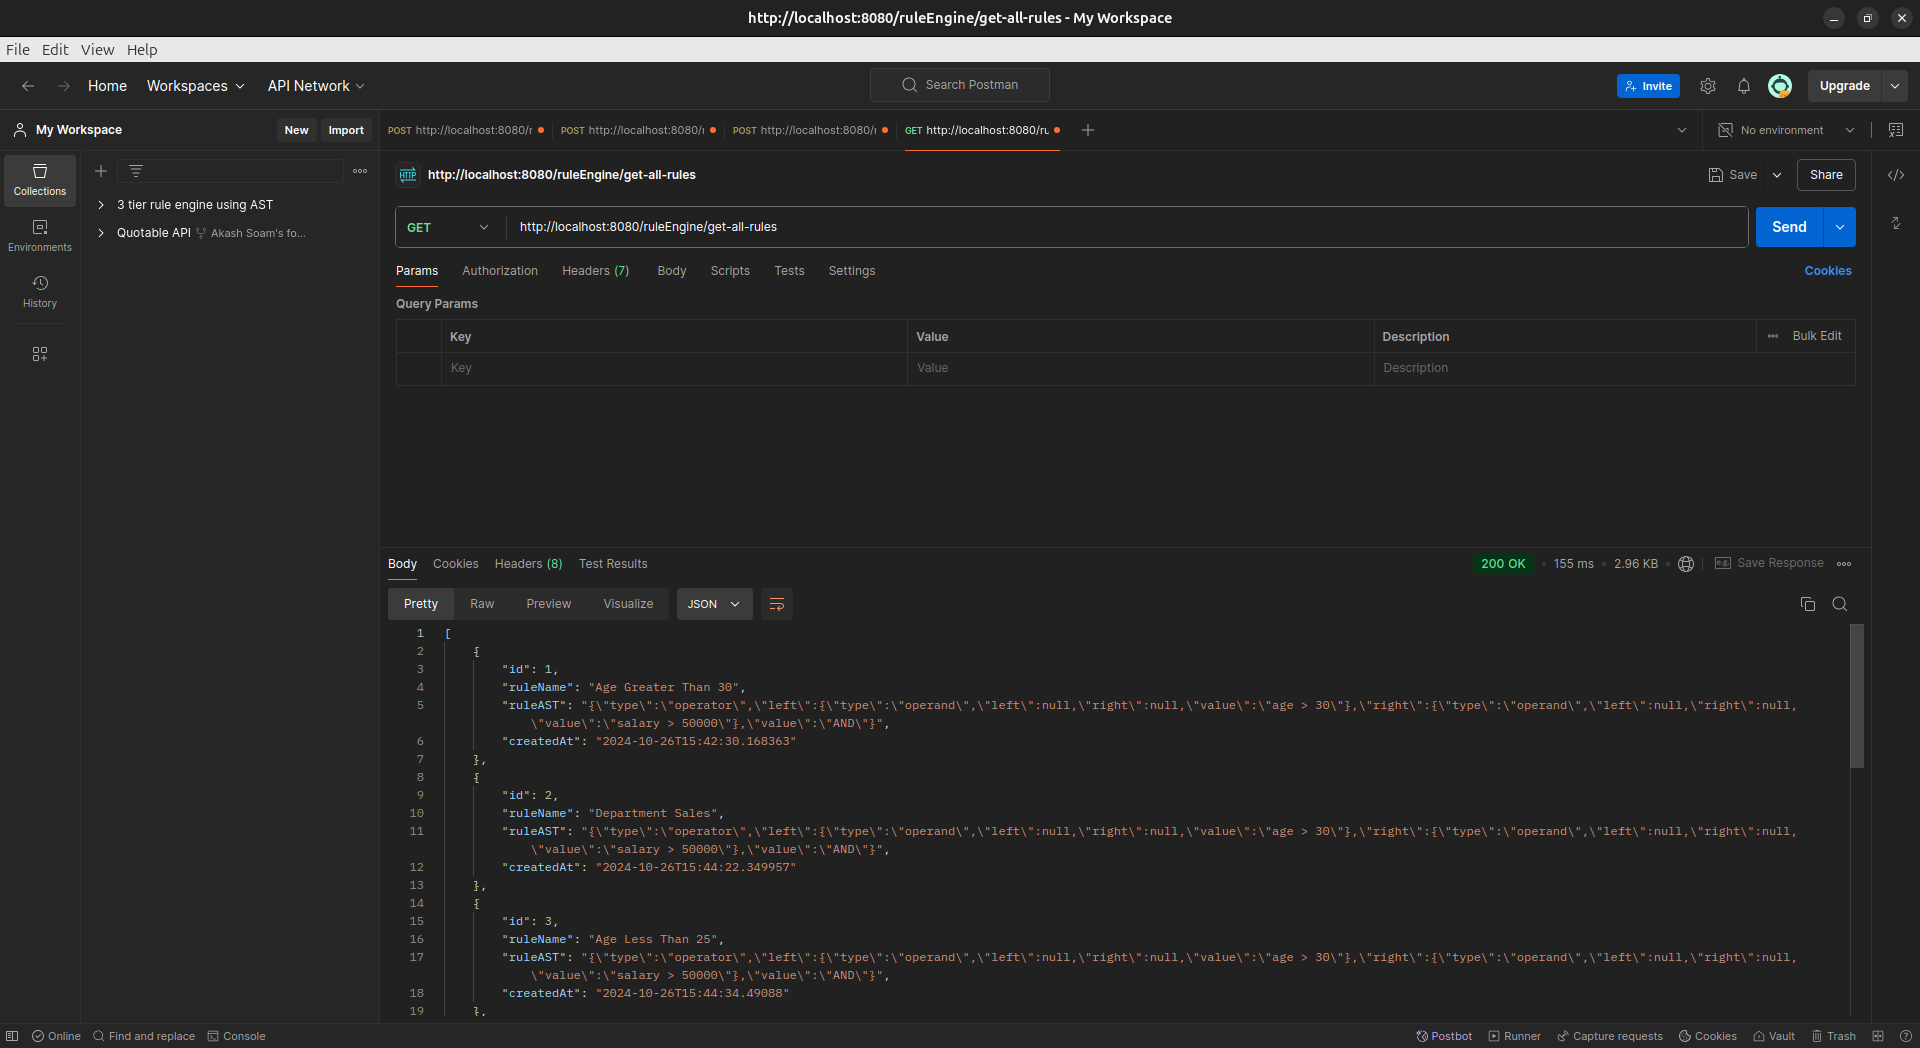 http://localhost:8080/ruleEngine/get-all-rules - My Workspace
File Edit View Help
Home Workspaces API Network Search Postman Invite Upgrade
My Workspace New Import POST http://localhost:8080/r POST http://localhost:8080/r POST http://localhost:8080/r GET http://localhost:8080/ru No environment
Collections
3 tier rule engine using AST
Quotable API Akash Soam's fo...
Environments
History
HTTP http://localhost:8080/ruleEngine/get-all-rules Save Share
GET http://localhost:8080/ruleEngine/get-all-rules Send
Params Authorization Headers (7) Body Scripts Tests Settings Cookies
Query Params
Key Value Description Bulk Edit
Key Value Description
Body Cookies Headers (8) Test Results 200 OK • 155 ms • 2.96 KB e.g. Save Response
Pretty Raw Preview Visualize JSON
1 [
2 {
3 "id": 1,
4 "ruleName": "Age Greater Than 30",
5 "ruleAST": "{\"type\":\"operator\",\"left\":{\"type\":\"operand\",\"left\":null,\"right\":null,\"value\":\"age > 30\"},\"right\":{\"type\":\"operand\",\"left\":null,\"right\":null,
\"value\":\"salary > 50000\"},\"value\":\"AND\"}",
6 "createdAt": "2024-10-26T15:42:30.168363"
7 },
8 {
9 "id": 2,
10 "ruleName": "Department Sales",
11 "ruleAST": "{\"type\":\"operator\",\"left\":{\"type\":\"operand\",\"left\":null,\"right\":null,\"value\":\"age > 30\"},\"right\":{\"type\":\"operand\",\"left\":null,\"right\":null,
\"value\":\"salary > 50000\"},\"value\":\"AND\"}",
12 "createdAt": "2024-10-26T15:44:22.349957"
13 },
14 {
15 "id": 3,
16 "ruleName": "Age Less Than 25",
17 "ruleAST": "{\"type\":\"operator\",\"left\":{\"type\":\"operand\",\"left\":null,\"right\":null,\"value\":\"age > 30\"},\"right\":{\"type\":\"operand\",\"left\":null,\"right\":null,
\"value\":\"salary > 50000\"},\"value\":\"AND\"}",
18 "createdAt": "2024-10-26T15:44:34.49088"
19 },
Online Find and replace Console Postbot Runner Capture requests Cookies Vault Trash